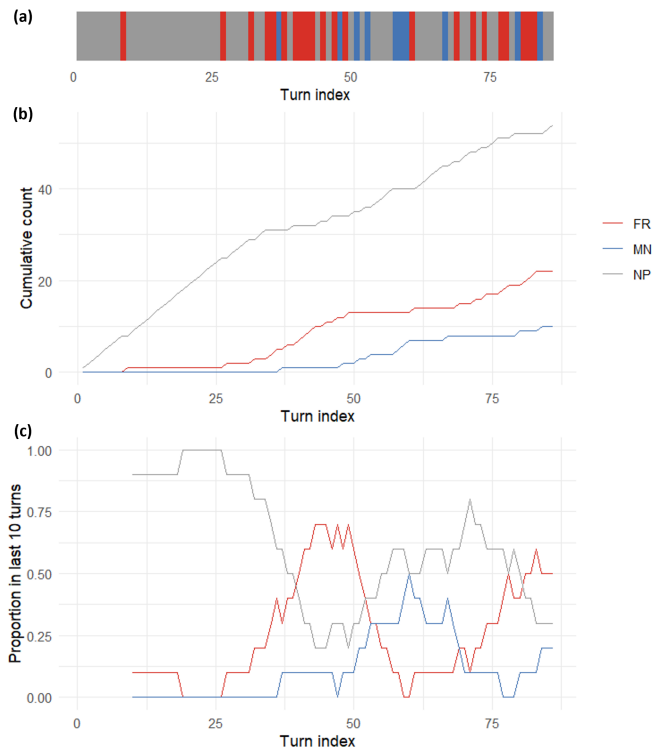 (a)
0 25 50 75
Turn index
(b)
Cumulative count
40
20
0
0 25 50 75
Turn index
FR
MN
NP
(c)
Proportion in last 10 turns
1.00
0.75
0.50
0.25
0.00
0 25 50 75
Turn index